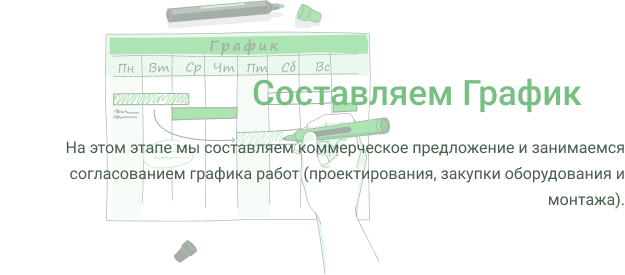 График
Пн Вт Ср Чт Пт Сб Вс
Составляем График
На этом этапе мы составляем коммерческое предложение и занимаемся
согласованием графика работ (проектирования, закупки оборудования и
монтажа).